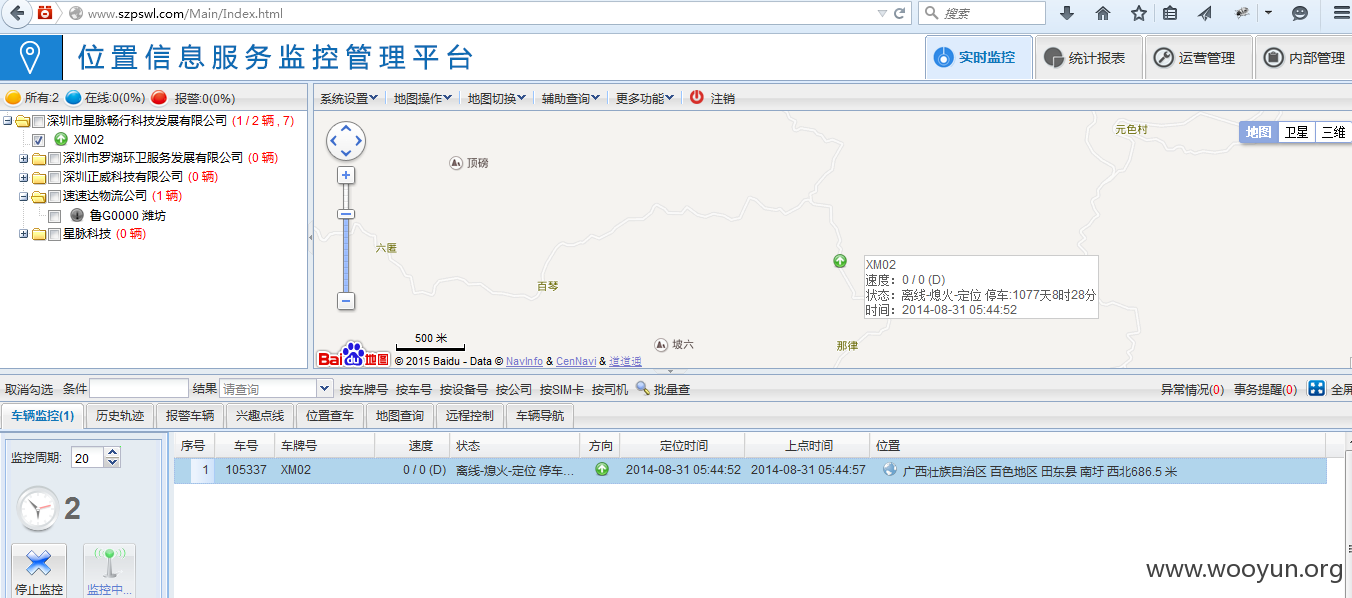 www.szpswl.com/Main/Index.html
搜索
位置信息服务监控管理平台
实时监控
统计报表
运营管理
内部管理
所有:2 在线:0(0%) 报警:0(0%)
系统设置 地图操作 地图切换 辅助查询 更多功能 注销
深圳市星脉畅行科技发展有限公司 (1 / 2 辆 , 7)
XM02
深圳市罗湖环卫服务发展有限公司 (0 辆)
深圳正威科技有限公司 (0 辆)
速速达物流公司 (1 辆)
鲁G0000 潍坊
星脉科技 (0 辆)
元色村
地图 卫星 三维
顶磅
六匿
百琴
XM02
速度：0 / 0 (D)
状态：离线-熄火-定位 停车:1077天8时28分
时间：2014-08-31 05:44:52
500 米
坡六
那律
Bai du 地图 © 2015 Baidu - Data © NavInfo & CenNavi & 道道通
取消勾选 条件 结果 请查询 按车牌号 按车号 按设备号 按公司 按SIM卡 按司机 批量查
异常情况(0) 事务提醒(0) 全屏
车辆监控(1) 历史轨迹 报警车辆 兴趣点线 位置查车 地图查询 远程控制 车辆导航
监控周期: 20
2
停止监控 监控中...
序号 车号 车牌号 速度 状态 方向 定位时间 上点时间 位置
1 105337 XM02 0 / 0 (D) 离线-熄火-定位 停车... 2014-08-31 05:44:52 2014-08-31 05:44:57 广西壮族自治区 百色地区 田东县 南圩 西北686.5 米
www.wooyun.org